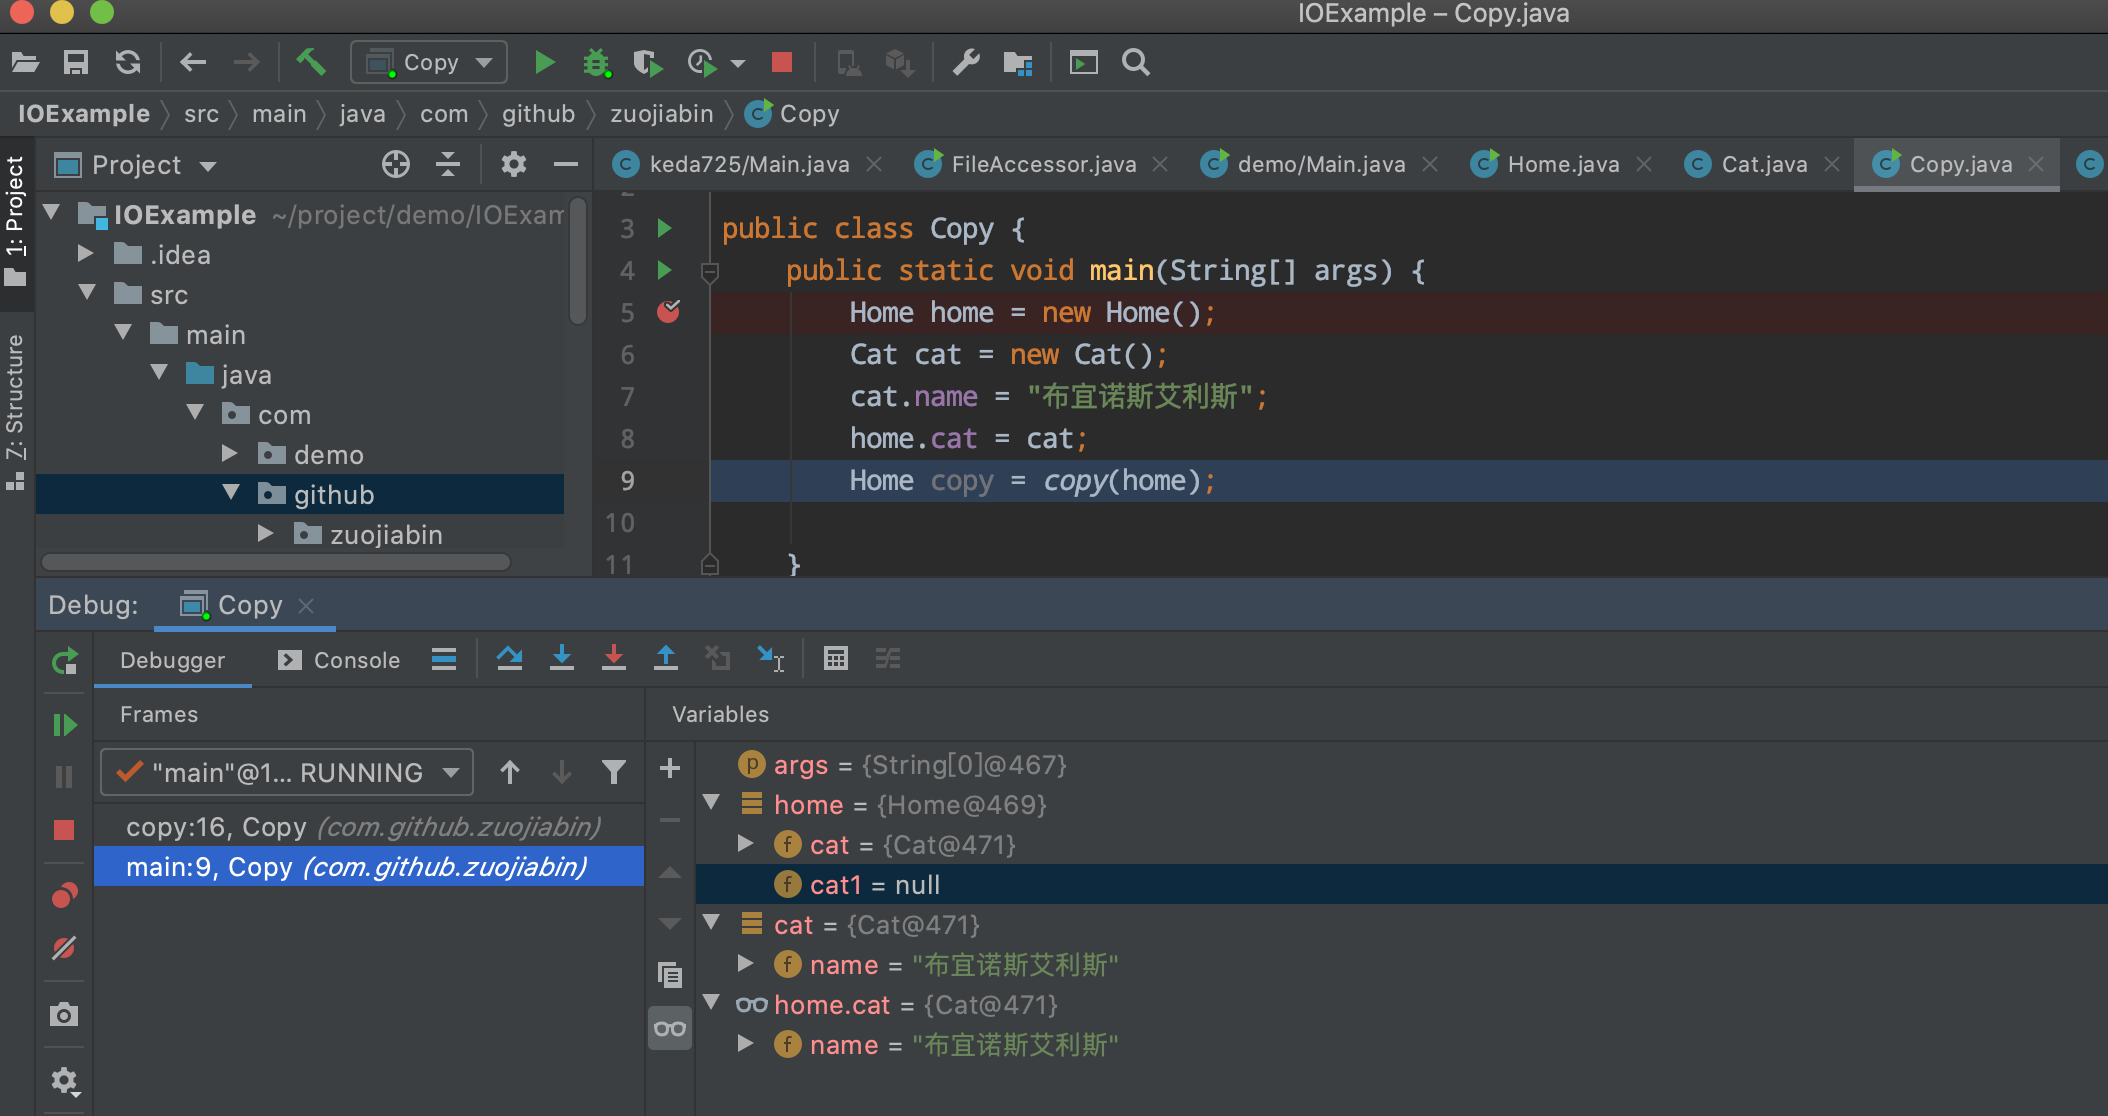 IOExample – Copy.java
Copy
IOExample src main java com github zuojiabin Copy
1: Project
7: Structure
Project
IOExample ~/project/demo/IOExam
.idea
src
main
java
com
demo
github
zuojiabin
keda725/Main.java FileAccessor.java demo/Main.java Home.java Cat.java Copy.java
3 public class Copy {
4 public static void main(String[] args) {
5 Home home = new Home();
6 Cat cat = new Cat();
7 cat.name = "布宜诺斯艾利斯";
8 home.cat = cat;
9 Home copy = copy(home);
10
11 }
Debug: Copy
Debugger Console
Frames
"main"@1... RUNNING
copy:16, Copy (com.github.zuojiabin)
main:9, Copy (com.github.zuojiabin)
Variables
args = {String[0]@467}
home = {Home@469}
cat = {Cat@471}
cat1 = null
cat = {Cat@471}
name = "布宜诺斯艾利斯"
home.cat = {Cat@471}
name = "布宜诺斯艾利斯"